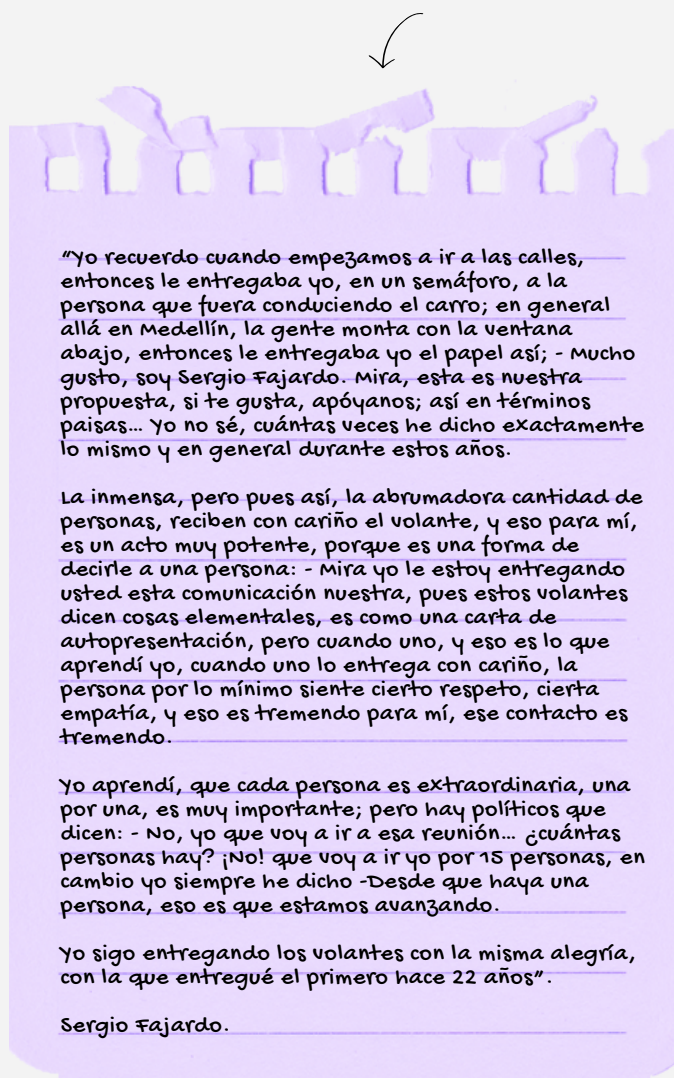 “Yo recuerdo cuando empezamos a ir a las calles,
entonces le entregaba yo, en un semáforo, a la
persona que fuera conduciendo el carro; en general
allá en Medellín, la gente monta con la ventana
abajo, entonces le entregaba yo el papel así; - Mucho
gusto, soy Sergio Fajardo. Mira, esta es nuestra
propuesta, si te gusta, apóyanos; así en términos
paisas... Yo no sé, cuántas veces he dicho exactamente
lo mismo y en general durante estos años.

La inmensa, pero pues así, la abrumadora cantidad de
personas, reciben con cariño el volante, y eso para mí,
es un acto muy potente, porque es una forma de
decirle a una persona: - Mira yo le estoy entregando
usted esta comunicación nuestra, pues estos volantes
dicen cosas elementales, es como una carta de
autopresentación, pero cuando uno, y eso es lo que
aprendí yo, cuando uno lo entrega con cariño, la
persona por lo mínimo siente cierto respeto, cierta
empatía, y eso es tremendo para mí, ese contacto es
tremendo.

Yo aprendí, que cada persona es extraordinaria, una
por una, es muy importante; pero hay políticos que
dicen: - No, yo que voy a ir a esa reunión... ¿cuántas
personas hay? ¡No! que voy a ir yo por 15 personas, en
cambio yo siempre he dicho -Desde que haya una
persona, eso es que estamos avanzando.

Yo sigo entregando los volantes con la misma alegría,
con la que entregué el primero hace 22 años”.

Sergio Fajardo.